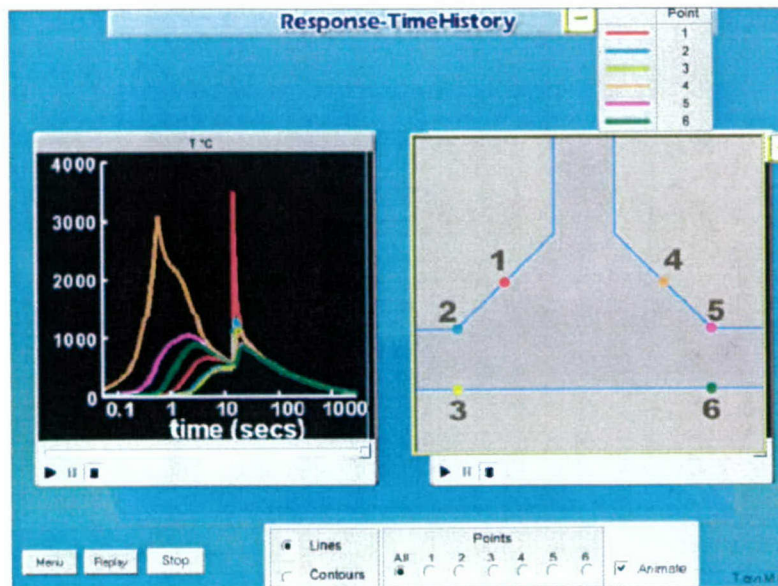 Response-TimeHistory
Point
1
2
3
4
5
6
T °C
4000
3000
2000
1000
0
0.1 1 10 100 1000
time (secs)
1
4
2
5
3
6
Menu
Replay
Stop
Lines
Contours
Points
All 1 2 3 4 5 6
Animate